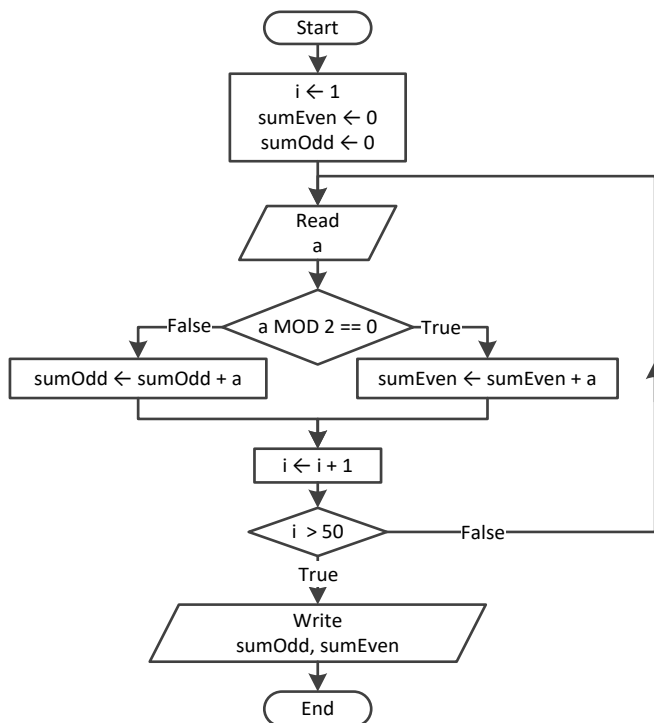 Start
i ← 1
sumEven ← 0
sumOdd ← 0
Read
a
a MOD 2 == 0
False
True
sumOdd ← sumOdd + a
sumEven ← sumEven + a
i ← i + 1
i > 50
False
True
Write
sumOdd, sumEven
End